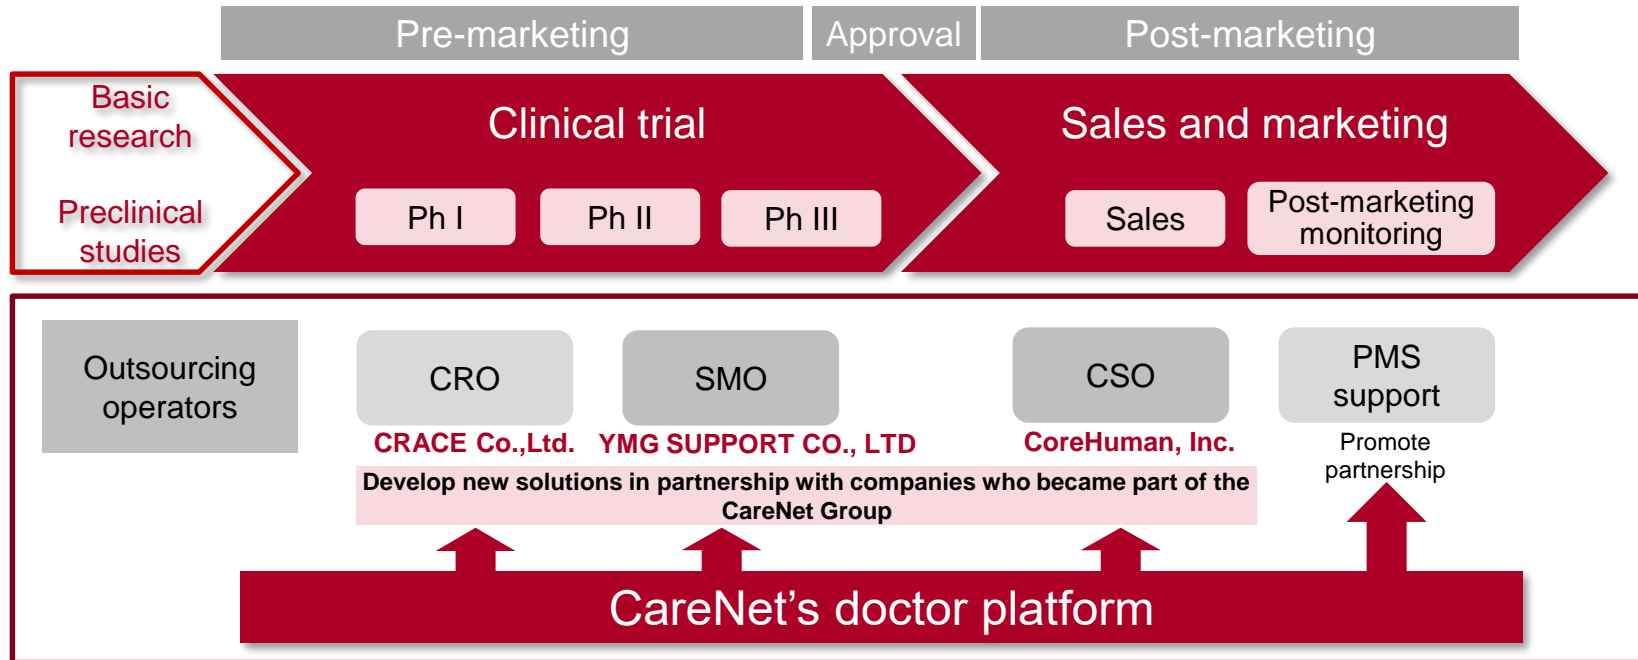 Pre-marketing
Approval
Post-marketing
Basic
research
Preclinical
studies
Clinical trial
Ph I
Ph II
Ph III
Sales and marketing
Sales
Post-marketing
monitoring
Outsourcing
operators
CRO
SMO
CSO
PMS
support
CRACE Co.,Ltd.
YMG SUPPORT CO., LTD
CoreHuman, Inc.
Promote
partnership
Develop new solutions in partnership with companies who became part of the
CareNet Group
CareNet’s doctor platform